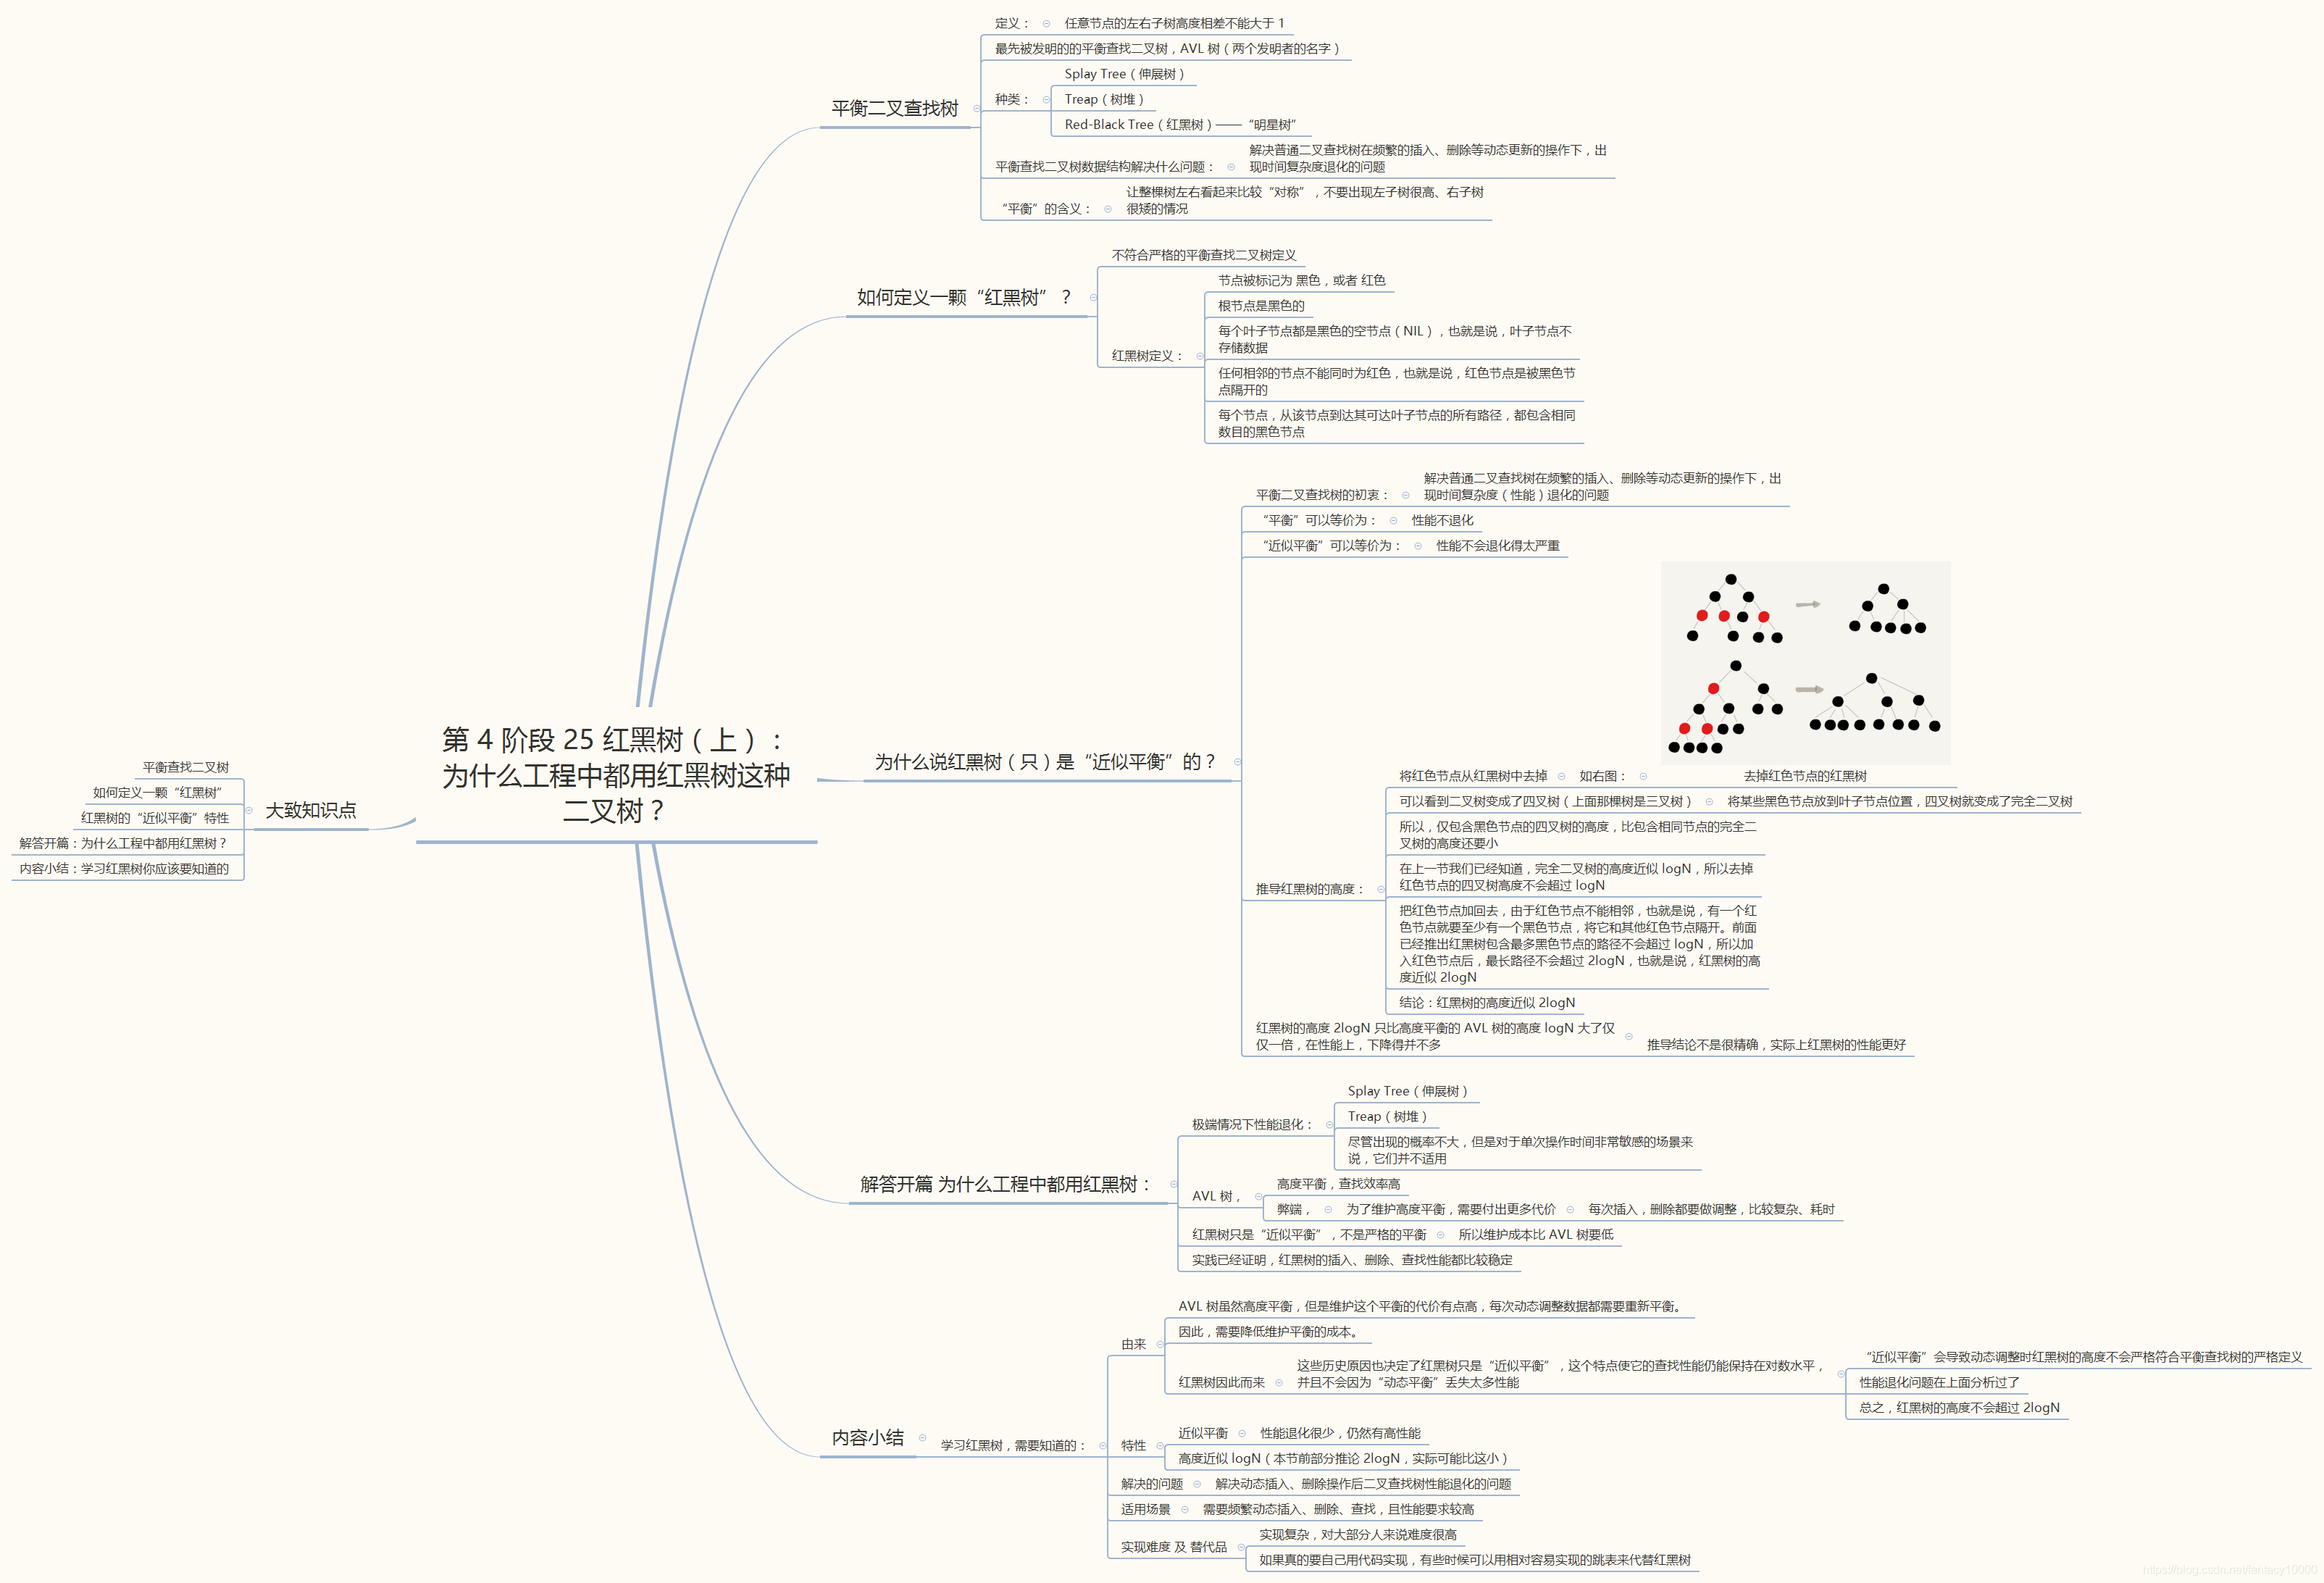 第 4 阶段 25 红黑树（上）：
为什么工程中都用红黑树这种
二叉树？
大致知识点
平衡查找二叉树
如何定义一颗“红黑树”
红黑树的“近似平衡”特性
解答开篇：为什么工程中都用红黑树？
内容小结：学习红黑树你应该要知道的
平衡二叉查找树
定义：
任意节点的左右子树高度相差不能大于 1
最先被发明的的平衡查找二叉树，AVL 树（两个发明者的名字）
种类：
Splay Tree（伸展树）
Treap（树堆）
Red-Black Tree（红黑树）——“明星树”
平衡查找二叉树数据结构解决什么问题：
解决普通二叉查找树在频繁的插入、删除等动态更新的操作下，出
现时间复杂度退化的问题
“平衡”的含义：
让整棵树左右看起来比较“对称”，不要出现左子树很高、右子树
很矮的情况
如何定义一颗“红黑树”？
不符合严格的平衡查找二叉树定义
红黑树定义：
节点被标记为 黑色，或者 红色
根节点是黑色的
每个叶子节点都是黑色的空节点（NIL），也就是说，叶子节点不
存储数据
任何相邻的节点不能同时为红色，也就是说，红色节点是被黑色节
点隔开的
每个节点，从该节点到达其可达叶子节点的所有路径，都包含相同
数目的黑色节点
为什么说红黑树（只）是“近似平衡”的？
平衡二叉查找树的初衷：
解决普通二叉查找树在频繁的插入、删除等动态更新的操作下，出
现时间复杂度（性能）退化的问题
“平衡”可以等价为：
性能不退化
“近似平衡”可以等价为：
性能不会退化得太严重
推导红黑树的高度：
将红色节点从红黑树中去掉
如右图：
去掉红色节点的红黑树
可以看到二叉树变成了四叉树（上面那棵树是三叉树）
将某些黑色节点放到叶子节点位置，四叉树就变成了完全二叉树
所以，仅包含黑色节点的四叉树的高度，比包含相同节点的完全二
叉树的高度还要小
在上一节我们已经知道，完全二叉树的高度近似 logN，所以去掉
红色节点的四叉树高度不会超过 logN
把红色节点加回去，由于红色节点不能相邻，也就是说，有一个红
色节点就要至少有一个黑色节点，将它和其他红色节点隔开。前面
已经推出红黑树包含最多黑色节点的路径不会超过 logN，所以加
入红色节点后，最长路径不会超过 2logN，也就是说，红黑树的高
度近似 2logN
结论：红黑树的高度近似 2logN
红黑树的高度 2logN 只比高度平衡的 AVL 树的高度 logN 大了仅
仅一倍，在性能上，下降得并不多
推导结论不是很精确，实际上红黑树的性能更好
解答开篇 为什么工程中都用红黑树：
极端情况下性能退化：
Splay Tree（伸展树）
Treap（树堆）
尽管出现的概率不大，但是对于单次操作时间非常敏感的场景来
说，它们并不适用
AVL 树，
高度平衡，查找效率高
弊端，
为了维护高度平衡，需要付出更多代价
每次插入，删除都要做调整，比较复杂、耗时
红黑树只是“近似平衡”，不是严格的平衡
所以维护成本比 AVL 树要低
实践已经证明，红黑树的插入、删除、查找性能都比较稳定
内容小结
学习红黑树，需要知道的：
由来
AVL 树虽然高度平衡，但是维护这个平衡的代价有点高，每次动态调整数据都需要重新平衡。
因此，需要降低维护平衡的成本。
红黑树因此而来
这些历史原因也决定了红黑树只是“近似平衡”，这个特点使它的查找性能仍能保持在对数水平，
并且不会因为“动态平衡”丢失太多性能
“近似平衡”会导致动态调整时红黑树的高度不会严格符合平衡查找树的严格定义
性能退化问题在上面分析过了
总之，红黑树的高度不会超过 2logN
特性
近似平衡
性能退化很少，仍然有高性能
高度近似 logN（本节前部分推论 2logN，实际可能比这小）
解决的问题
解决动态插入、删除操作后二叉查找树性能退化的问题
适用场景
需要频繁动态插入、删除、查找，且性能要求较高
实现难度 及 替代品
实现复杂，对大部分人来说难度很高
如果真的要自己用代码实现，有些时候可以用相对容易实现的跳表来代替红黑树
https://blog.csdn.net/fantacy10000